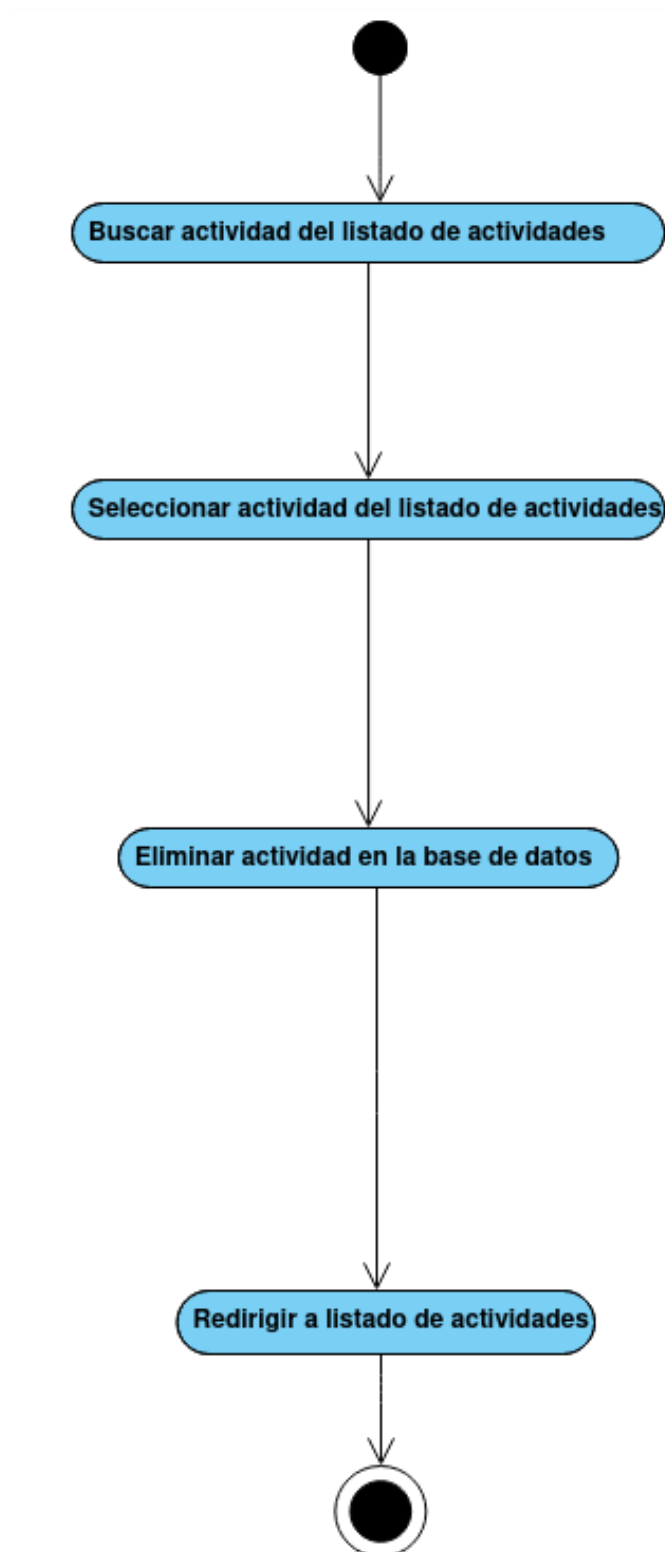 Buscar actividad del listado de actividades
Seleccionar actividad del listado de actividades
Eliminar actividad en la base de datos
Redirigir a listado de actividades